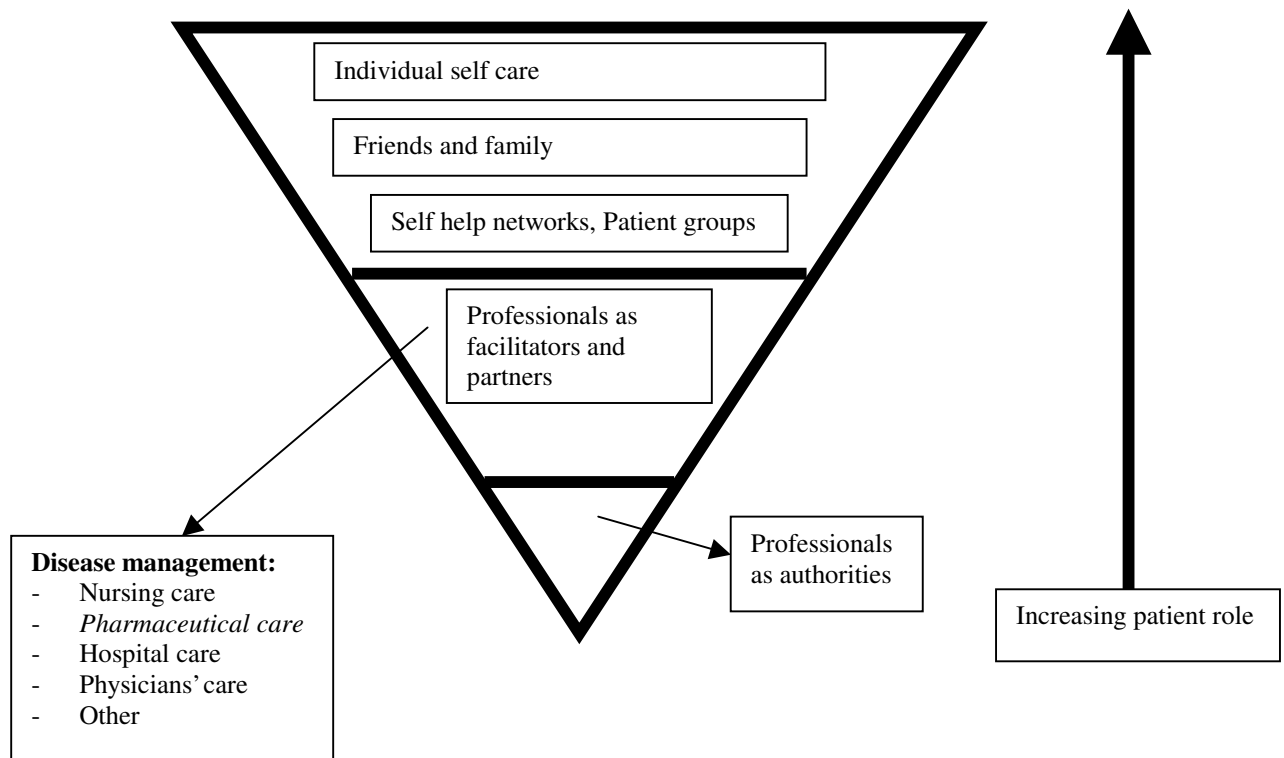 Individual self care
Friends and family
Self help networks, Patient groups
Professionals as
facilitators and
partners
Professionals
as authorities
Disease management:
- Nursing care
- Pharmaceutical care
- Hospital care
- Physicians’ care
- Other
Increasing patient role